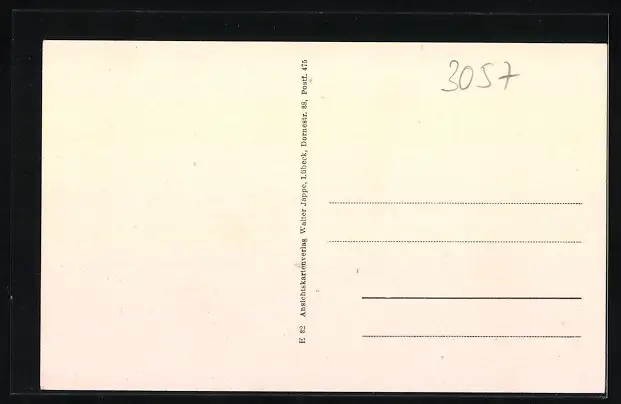 3057
E 82 Ansichtskartenverlag Walter Jappe, Lübeck, Dornestr. 88, Postf. 475